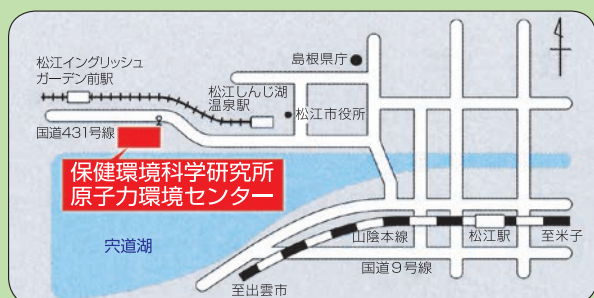 島根県庁
松江イングリッシュ
ガーデン前駅
松江しんじ湖
温泉駅
松江市役所
国道431号線
保健環境科学研究所
原子力環境センター
宍道湖
山陰本線
松江駅
至米子
国道9号線
至出雲市